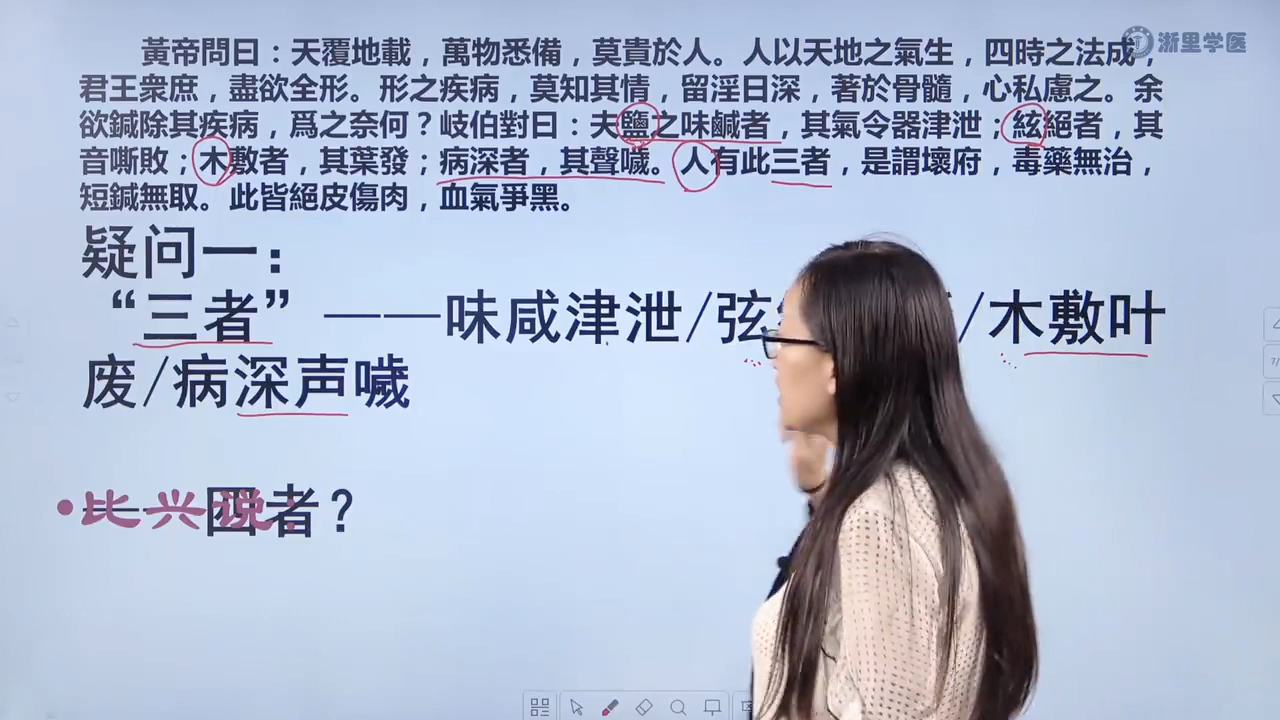 浙里学医
黃帝問曰：天覆地載，萬物悉備，莫貴於人。人以天地之氣生，四時之法成，
君王衆庶，盡欲全形。形之疾病，莫知其情，留淫日深，著於骨髓，心私慮之。余
欲鍼除其疾病，爲之奈何？岐伯對曰：夫鹽之味鹹者，其氣令器津泄；絃絕者，其
音嘶敗；木敷者，其葉發；病深者，其聲噦。人有此三者，是謂壞府，毒藥無治，
短鍼無取。此皆絕皮傷肉，血氣爭黑。
疑问一：
“三者”——味咸津泄/弦 /木敷叶
废/病深声噦
•比兴说：
四者？
7/